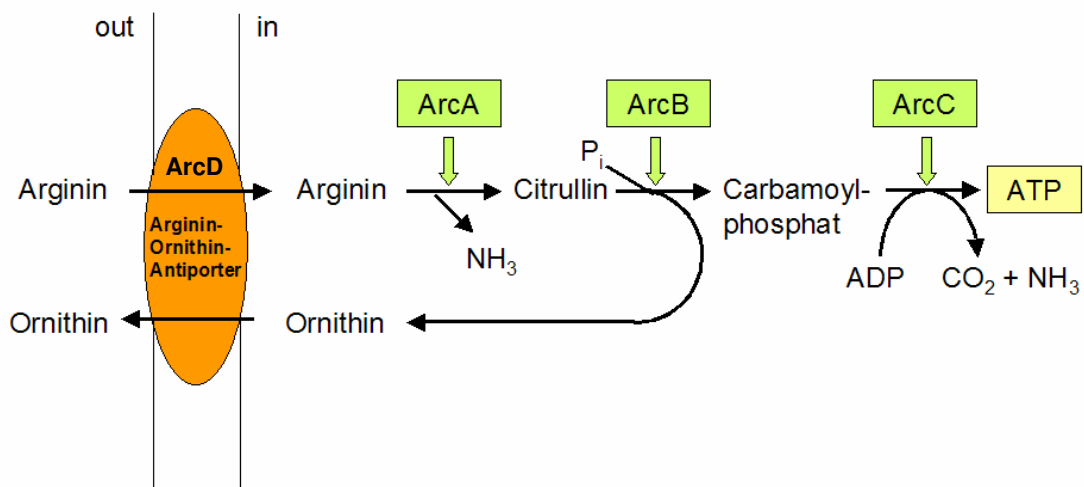 out in
ArcA ArcB ArcC
ArcD
P_i
Arginin Arginin Citrullin Carbamoyl-
phosphat
ATP
Arginin-
Ornithin-
Antiporter
NH₃ ADP CO₂ + NH₃
Ornithin Ornithin